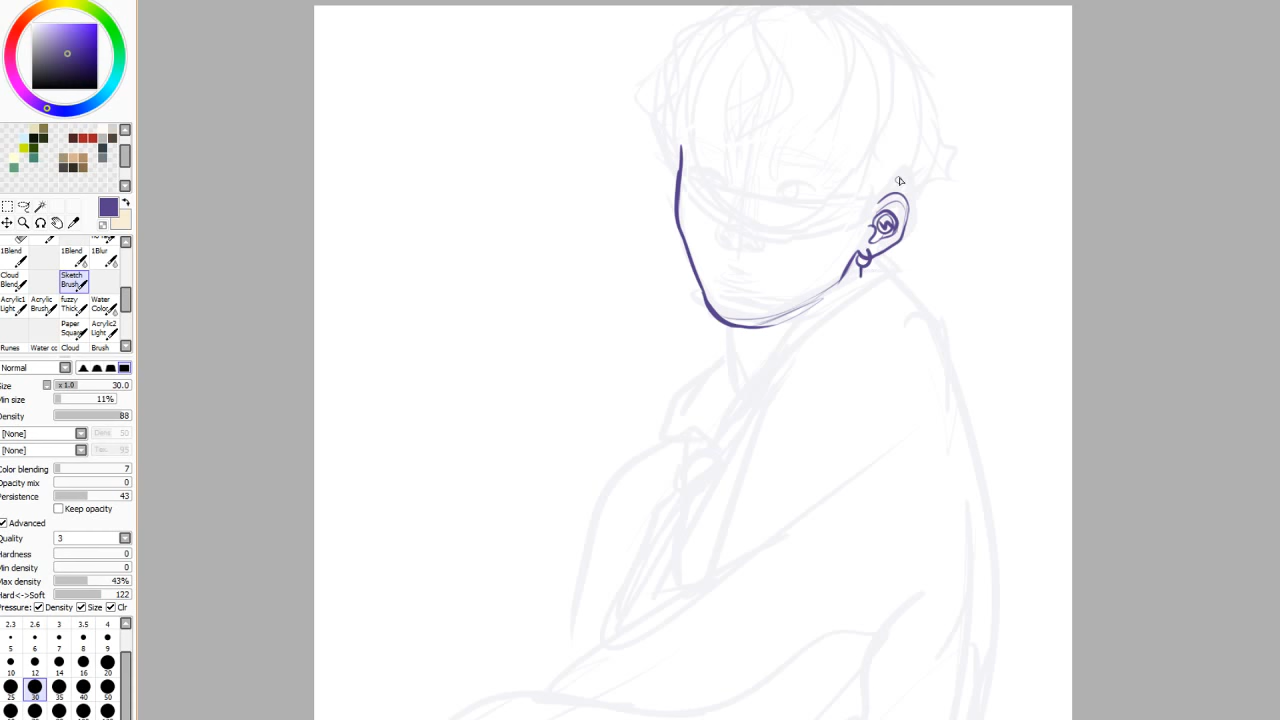 1Blend 1Blend 1Blur
Cloud Sketch
Blend Brush
Acrylic1 Acrylic fuzzy Water
Light Brush Thick Color
Paper Acrylic2
Square Light
Runes Water cc Cloud Brush
Normal
Size x 1.0 30.0
Min size 11%
Density 88
[None] 50
[None] 95
Color blending 7
Opacity mix 0
Persistence 43
Keep opacity
Advanced
Quality 3
Hardness 0
Min density 0
Max density 43%
Hard<->Soft 122
Pressure: Density Size Clr
2.3 2.6 3 3.5 4
5 6 7 8 9
10 12 14 16 20
25 30 35 40 50